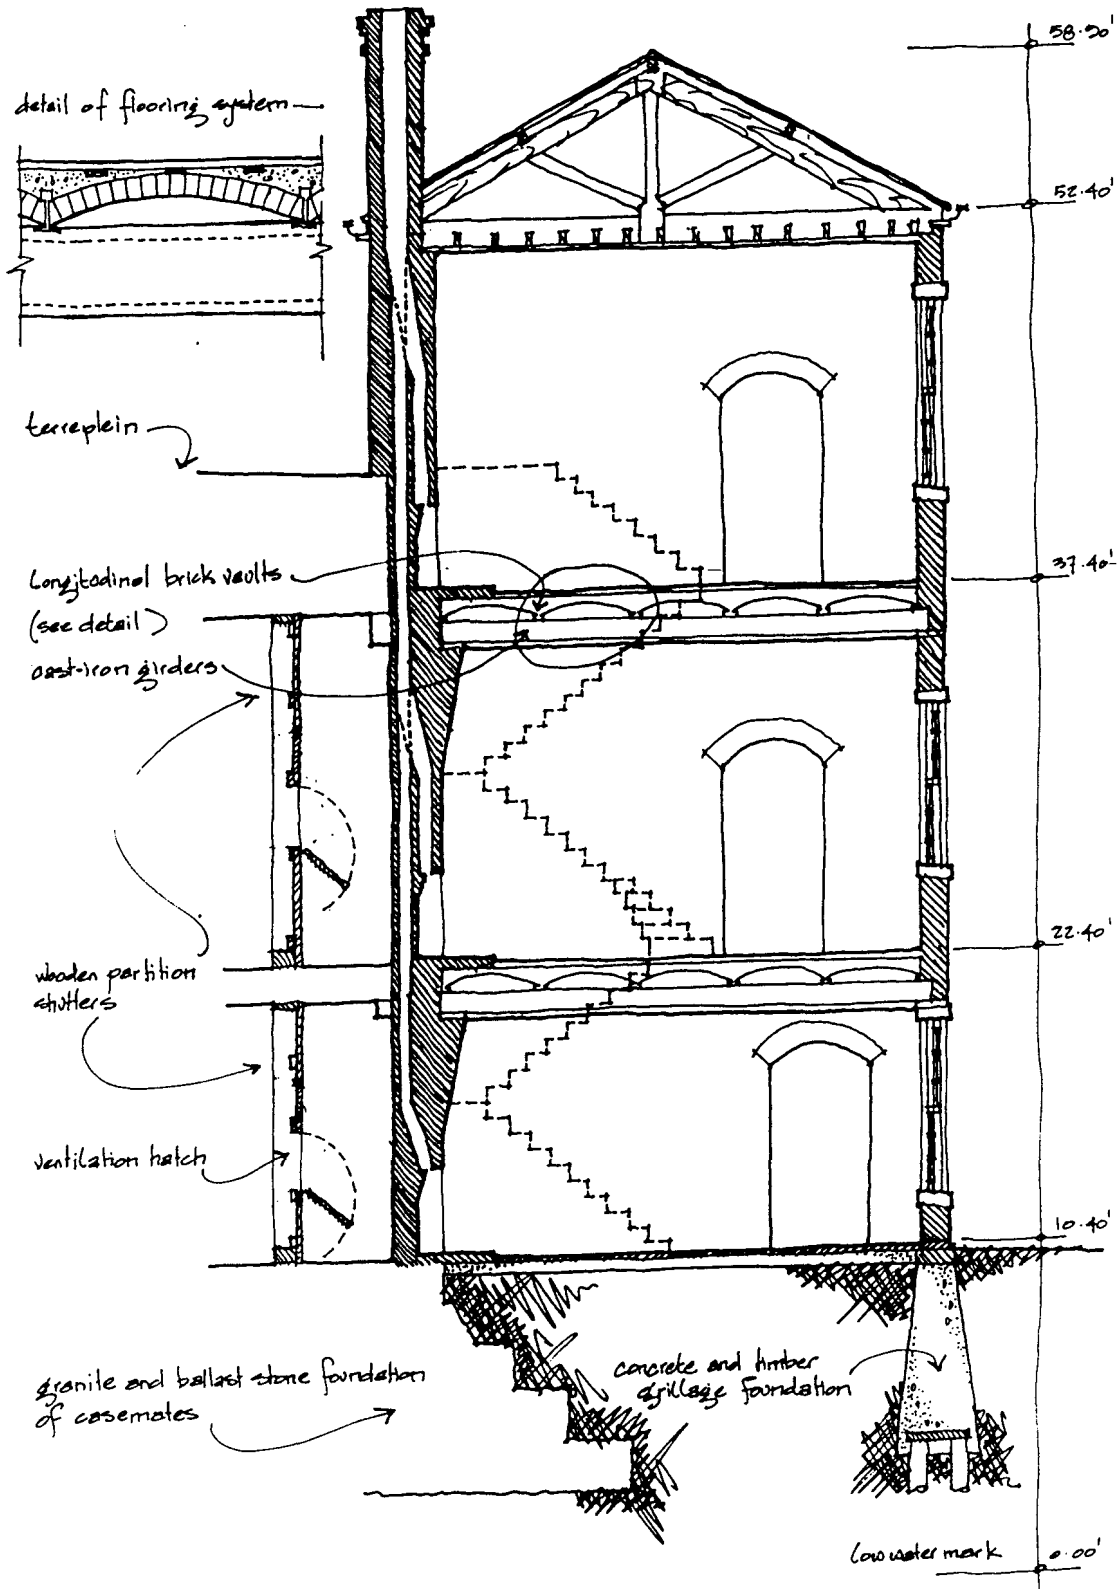 58.50'
detail of flooring system
52.40'
terreplein
longitudinal brick vaults
(see detail)
cast-iron girders
37.40'
22.40'
wooden partition
shutters
ventilation hatch
10.40'
granite and ballast stone foundation
of casemates
concrete and timber
grillage foundation
low water mark
0.00'